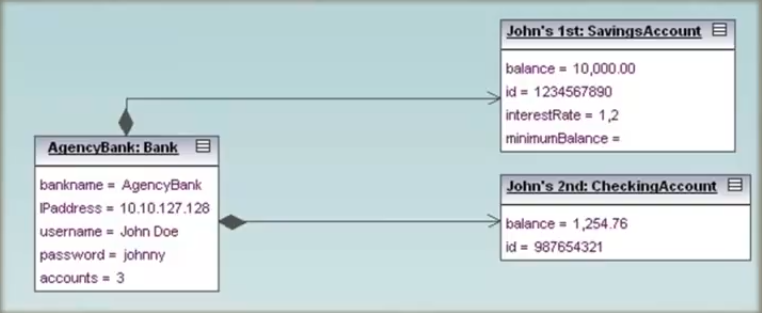 John's 1st: SavingsAccount
balance = 10,000.00
id = 1234567890
interestRate = 1,2
minimumBalance =
AgencyBank: Bank
bankname = AgencyBank
IPaddress = 10.10.127.128
username = John Doe
password = johnny
accounts = 3
John's 2nd: CheckingAccount
balance = 1,254.76
id = 987654321